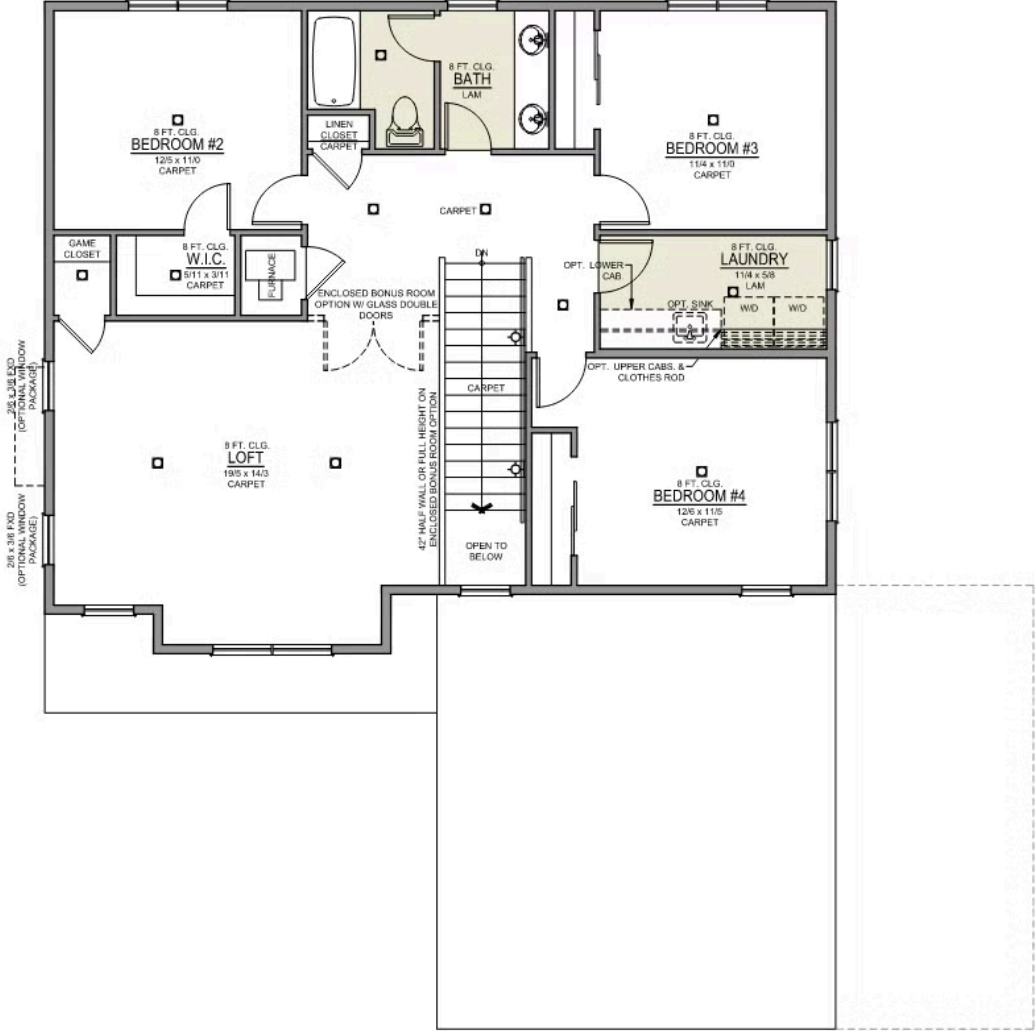 8 FT. CLG.
BATH
LAM
8 FT. CLG.
BEDROOM #2
12/5 x 11/0
CARPET
LINEN
CLOSET
CARPET
8 FT. CLG.
BEDROOM #3
11/4 x 11/0
CARPET
CARPET
GAME
CLOSET
8 FT. CLG.
W.I.C.
5/11 x 3/11
CARPET
FURNACE
DN
OPT. LOWER
CAB.
8 FT. CLG.
LAUNDRY
11/4 x 5/8
LAM
OPT. SINK
W/D
W/D
ENCLOSED BONUS ROOM
OPTION W/ GLASS DOUBLE
DOORS
OPT. UPPER CABS. &
CLOTHES ROD
2/6 x 3/6 FXD
(OPTIONAL WINDOW
PACKAGE)
CARPET
42" HALF WALL OR FULL HEIGHT ON
ENCLOSED BONUS ROOM OPTION
8 FT. CLG.
LOFT
19/5 x 14/3
CARPET
8 FT. CLG.
BEDROOM #4
12/6 x 11/5
CARPET
2/6 x 3/6 FXD
(OPTIONAL WINDOW
PACKAGE)
OPEN TO
BELOW